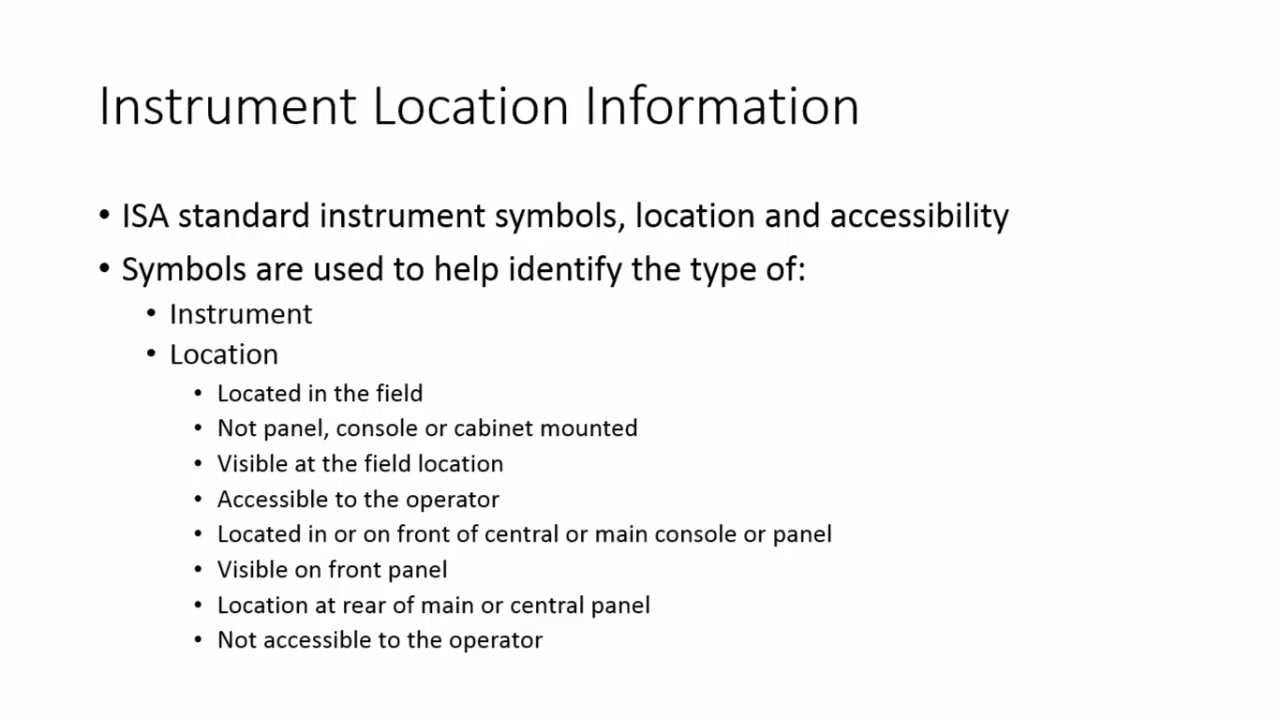 Instrument Location Information
• ISA standard instrument symbols, location and accessibility
• Symbols are used to help identify the type of:
• Instrument
• Location
• Located in the field
• Not panel, console or cabinet mounted
• Visible at the field location
• Accessible to the operator
• Located in or on front of central or main console or panel
• Visible on front panel
• Location at rear of main or central panel
• Not accessible to the operator